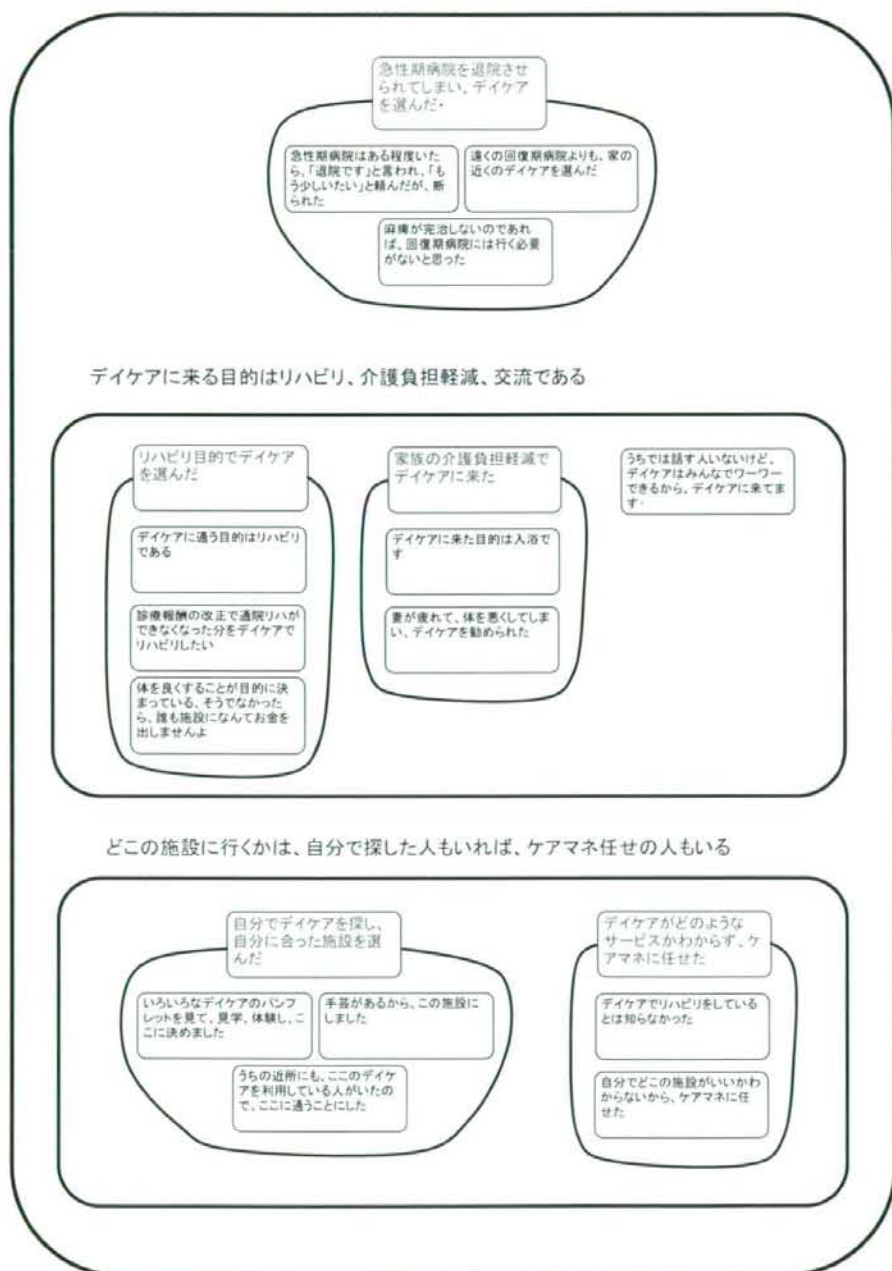 急性期病院を退院させ
られてしまい、デイケア
を選んだ・
急性期病院はある程度いた
ら、「退院です」と言われ、「も
う少しいたい」と頼んだが、断
られた
遠くの回復期病院よりも、家の
近くのデイケアを選んだ
麻痺が完治しないのであれ
ば、回復期病院には行く必要
がないと思った
デイケアに来る目的はリハビリ、介護負担軽減、交流である
リハビリ目的でデイケア
を選んだ
デイケアに通う目的はリハビリ
である
診療報酬の改正で通院リハが
できなくなった分をデイケアで
リハビリしたい
体を良くすることが目的に決
まっている、そうでなかった
ら、誰も施設になんてお金を
出しませんよ
家族の介護負担軽減で
デイケアに来た
デイケアに来た目的は入浴で
す
妻が疲れて、体を悪くしてしま
い、デイケアを勧められた
うちでは話す人いないけど、
デイケアはみんなでワーワー
できるから、デイケアに来てま
す・
どこの施設に行くかは、自分で探した人もいれば、ケアマネ任せの人もいる
自分でデイケアを探し、
自分に合った施設を選
んだ
いろいろなデイケアのパンフ
レットを見て、見学、体験し、こ
こに決めました
手芸があるから、この施設に
しました
うちの近所にも、ここのデイケ
アを利用している人がいたの
で、ここに通うことにした
デイケアがどのような
サービスかわからず、ケ
アマネに任せた
デイケアでリハビリをしている
とは知らなかった
自分でどこの施設がいいかわ
からないから、ケアマネに任
せた